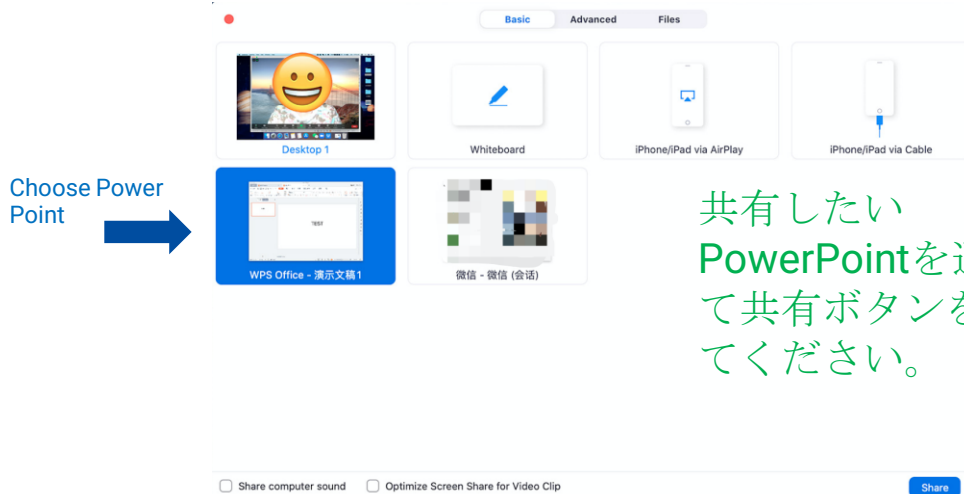 Basic Advanced Files
Desktop 1
Whiteboard
iPhone/iPad via AirPlay
iPhone/iPad via Cable
Choose Power
Point
TEST
WPS Office - 演示文稿1
微信 - 微信 (会话)
共有したい
PowerPointを
て共有ボタンを
てください。
Share computer sound
Optimize Screen Share for Video Clip
Share